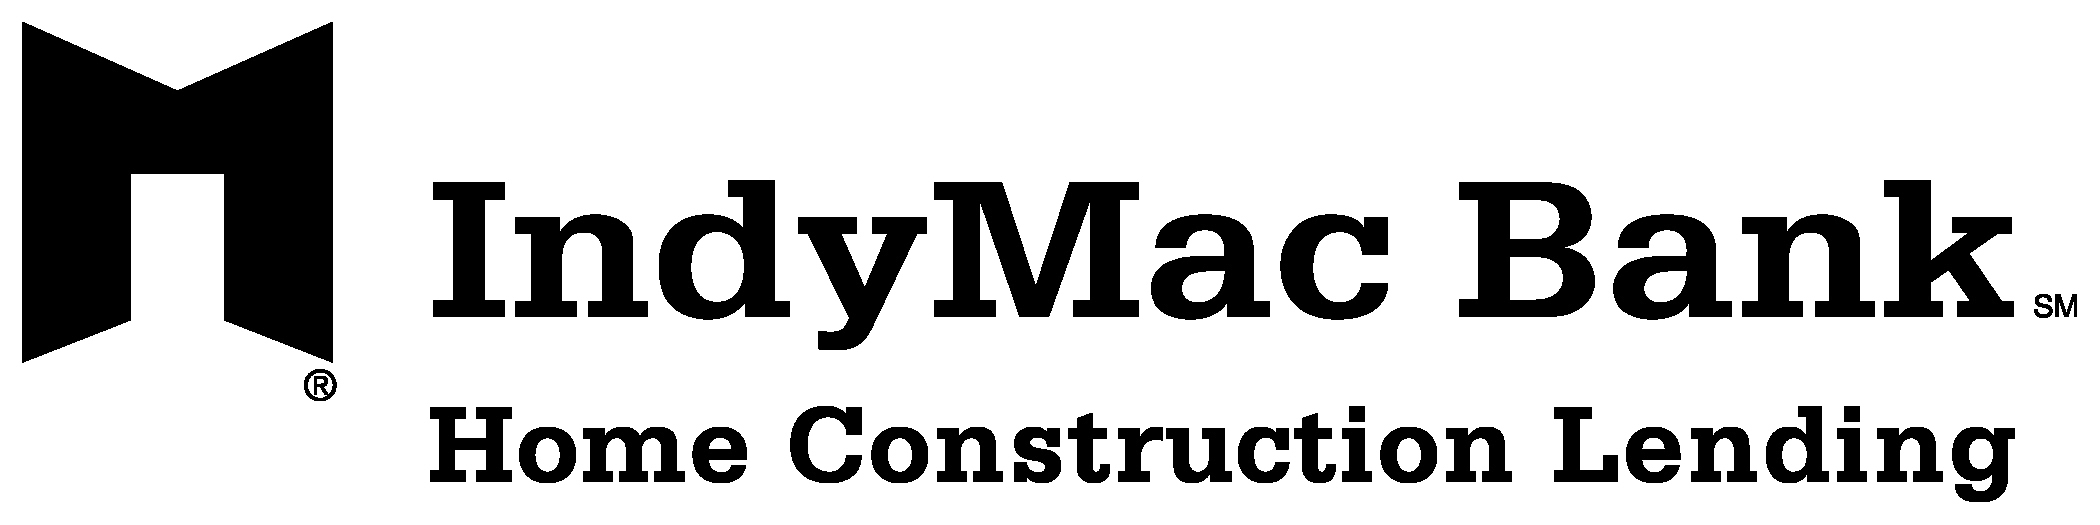 IndyMac Bank℠
®
Home Construction Lending